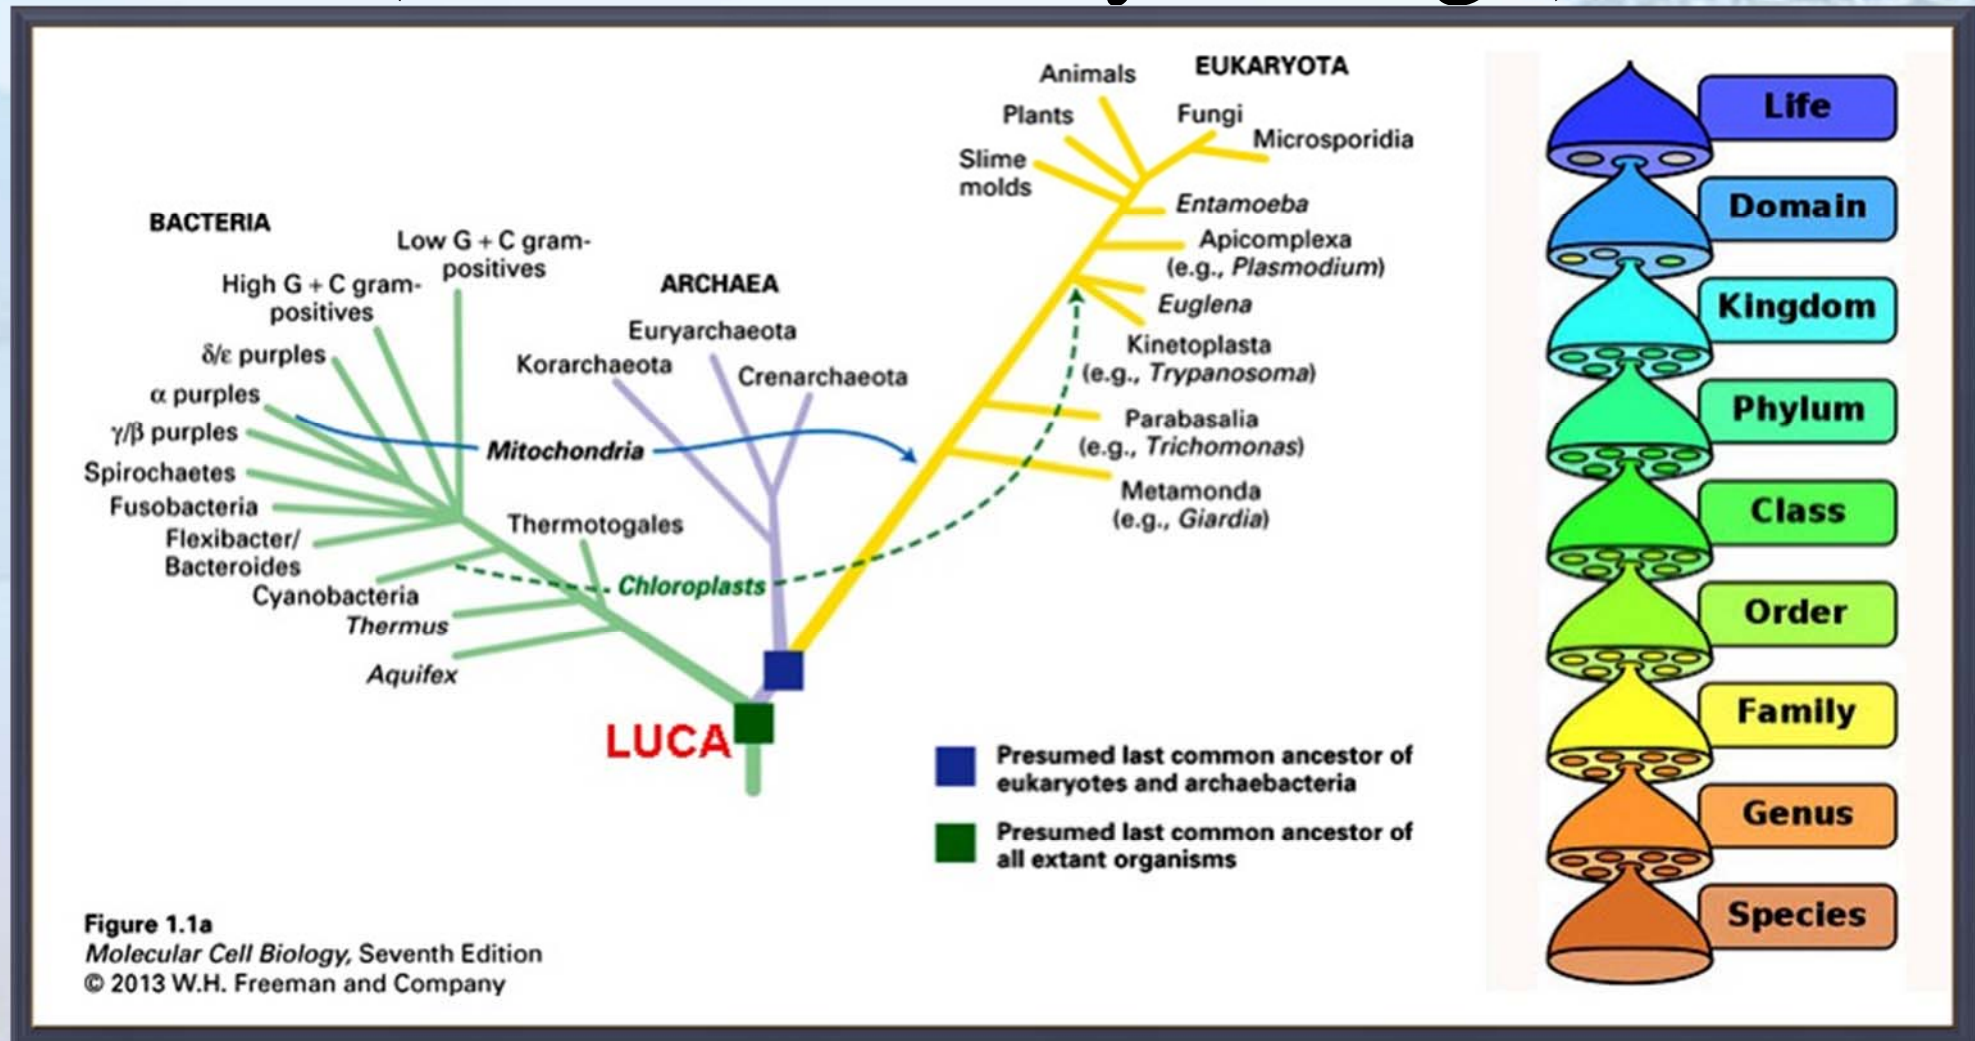 EUKARYOTA
Animals
Plants
Fungi
Microsporidia
Slime
molds
Entamoeba
Apicomplexa
(e.g., Plasmodium)
Euglena
Kinetoplasta
(e.g., Trypanosoma)
Parabasalia
(e.g., Trichomonas)
Metamonda
(e.g., Giardia)
BACTERIA
Low G + C gram-
positives
High G + C gram-
positives
δ/ε purples
α purples
γ/β purples
Spirochaetes
Fusobacteria
Flexibacter/
Bacteroides
Cyanobacteria
Thermus
Aquifex
Thermotogales
ARCHAEA
Euryarchaeota
Korarchaeota
Crenarchaeota
Mitochondria
Chloroplasts
LUCA
Presumed last common ancestor of
eukaryotes and archaebacteria
Presumed last common ancestor of
all extant organisms
Figure 1.1a
Molecular Cell Biology, Seventh Edition
© 2013 W.H. Freeman and Company
Life
Domain
Kingdom
Phylum
Class
Order
Family
Genus
Species